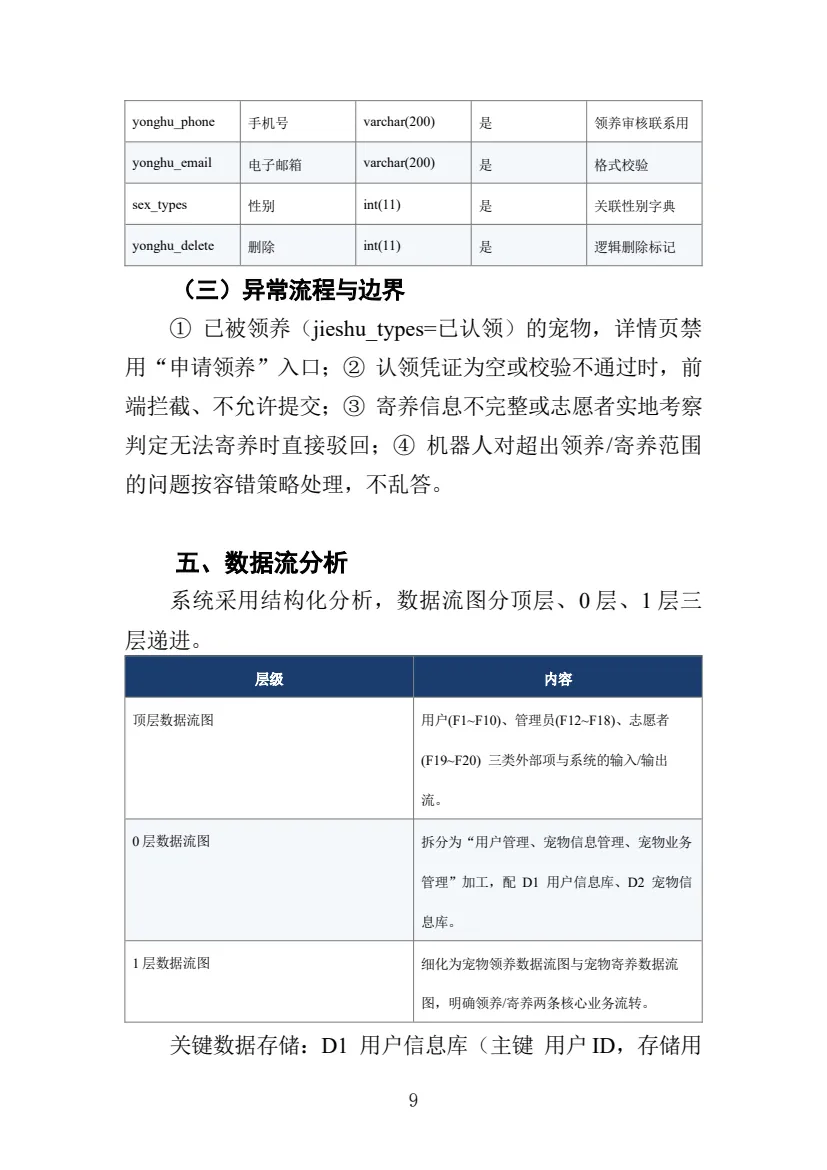 yonghu_phone 手机号 varchar(200) 是 领养审核联系用
yonghu_email 电子邮箱 varchar(200) 是 格式校验
sex_types 性别 int(11) 是 关联性别字典
yonghu_delete 删除 int(11) 是 逻辑删除标记
（三）异常流程与边界
① 已被领养（jieshu_types=已认领）的宠物，详情页禁
用“申请领养”入口；② 认领凭证为空或校验不通过时，前
端拦截、不允许提交；③ 寄养信息不完整或志愿者实地考察
判定无法寄养时直接驳回；④ 机器人对超出领养/寄养范围
的问题按容错策略处理，不乱答。
五、数据流分析
系统采用结构化分析，数据流图分顶层、0 层、1 层三
层递进。
层级 内容
顶层数据流图 用户(F1~F10)、管理员(F12~F18)、志愿者
(F19~F20) 三类外部项与系统的输入/输出
流。
0 层数据流图 拆分为“用户管理、宠物信息管理、宠物业务
管理”加工，配 D1 用户信息库、D2 宠物信
息库。
1 层数据流图 细化为宠物领养数据流图与宠物寄养数据流
图，明确领养/寄养两条核心业务流转。
关键数据存储：D1 用户信息库（主键 用户 ID，存储用
9